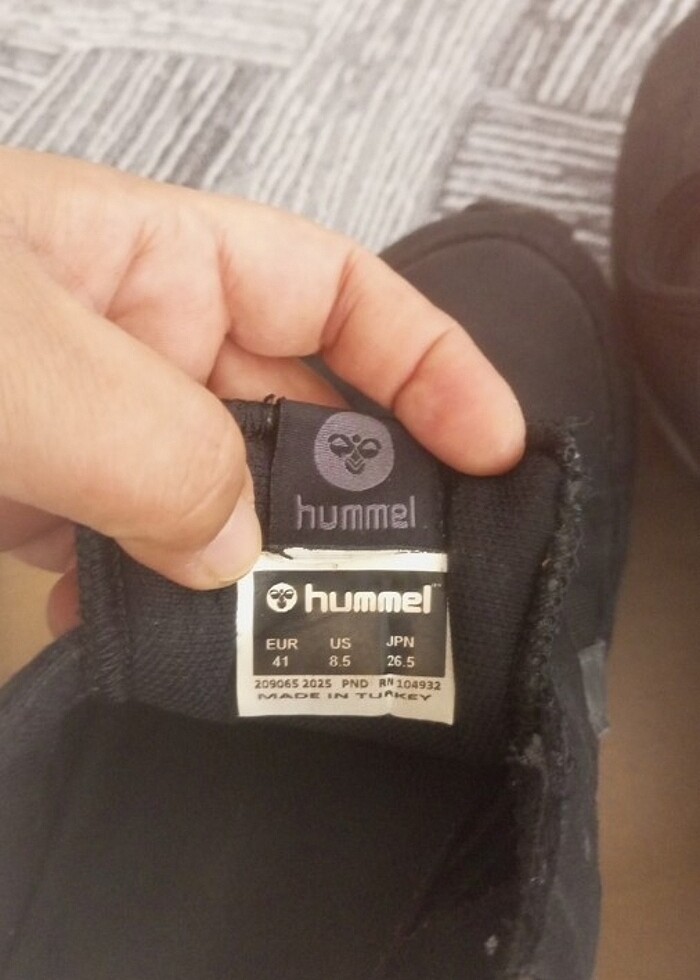 hummel
hummel
EUR US JPN
41 8.5 26.5
209065 2025 PND RN 104932
MADE IN TURKEY